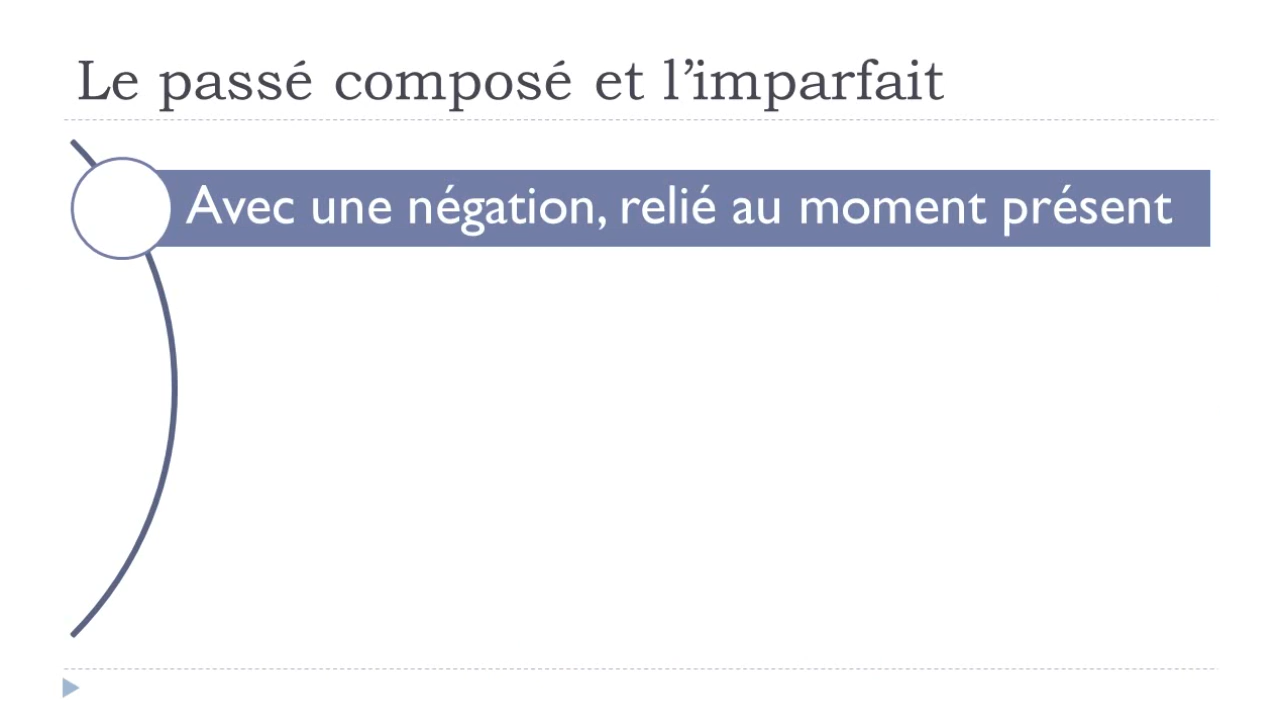 Le passé composé et l’imparfait
Avec une négation, relié au moment présent